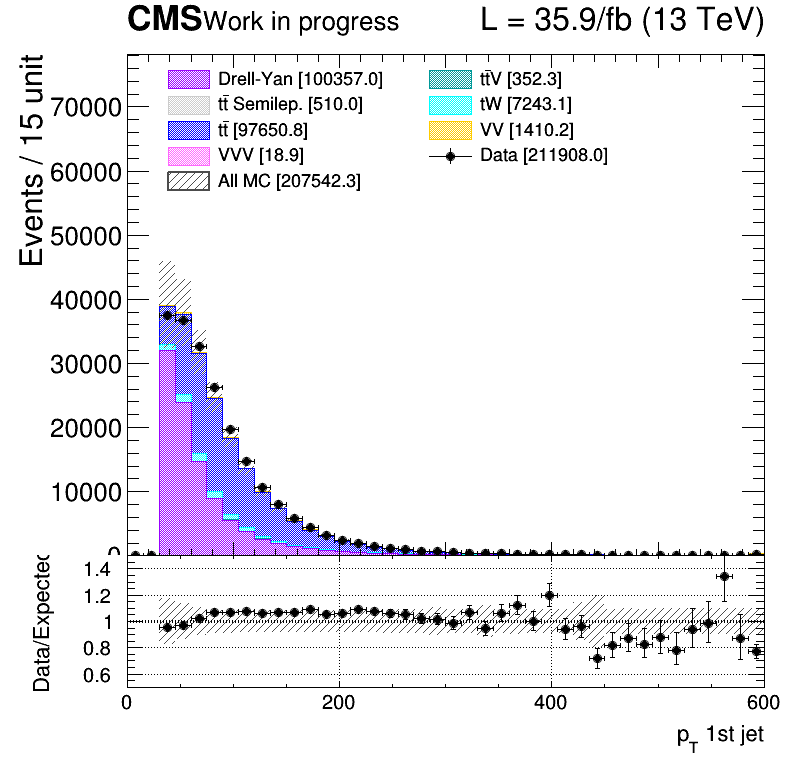 CMS Work in progress L = 35.9/fb (13 TeV)
Events / 15 unit
Drell-Yan [100357.0]
tt̄ Semilep. [510.0]
tt̄ [97650.8]
VVV [18.9]
All MC [207542.3]
tt̄V [352.3]
tW [7243.1]
VV [1410.2]
Data [211908.0]
70000
60000
50000
40000
30000
20000
10000
0
Data/Expected
1.4
1.2
1
0.8
0.6
0 200 400 600
p_T 1st jet